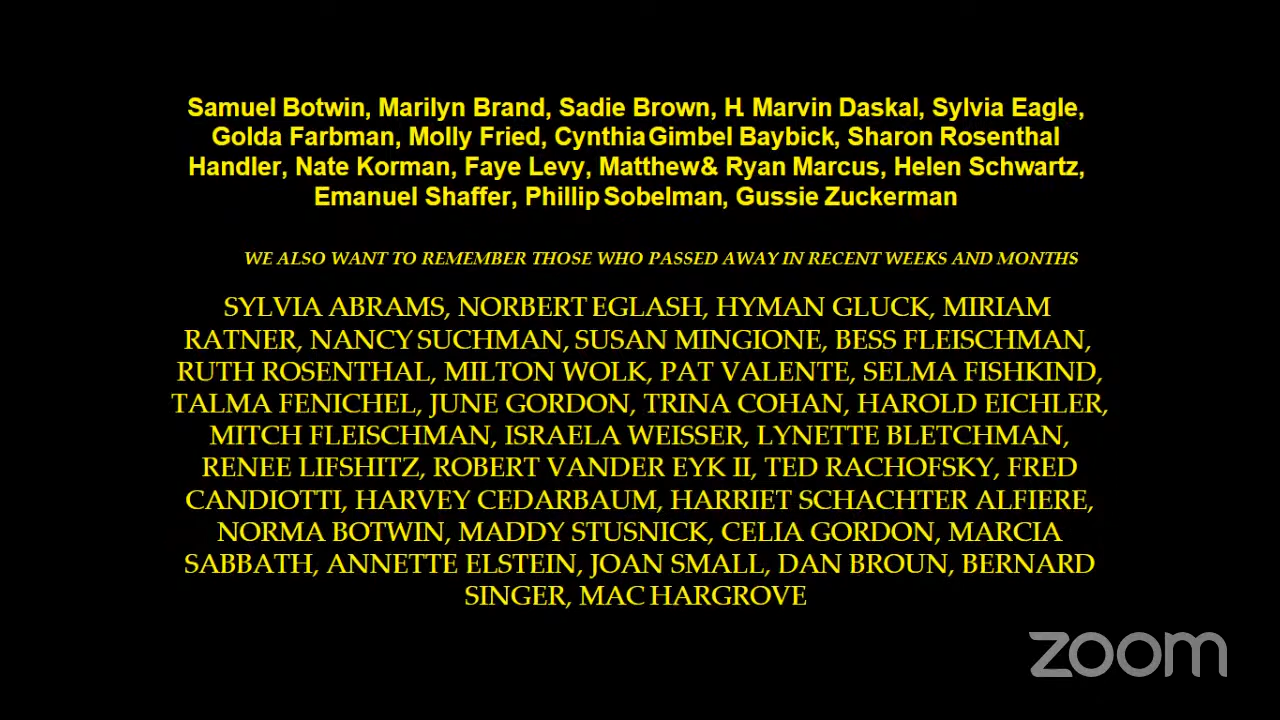 Samuel Botwin, Marilyn Brand, Sadie Brown, H. Marvin Daskal, Sylvia Eagle,
Golda Farbman, Molly Fried, Cynthia Gimbel Baybick, Sharon Rosenthal
Handler, Nate Korman, Faye Levy, Matthew& Ryan Marcus, Helen Schwartz,
Emanuel Shaffer, Phillip Sobelman, Gussie Zuckerman
WE ALSO WANT TO REMEMBER THOSE WHO PASSED AWAY IN RECENT WEEKS AND MONTHS
SYLVIA ABRAMS, NORBERT EGLASH, HYMAN GLUCK, MIRIAM
RATNER, NANCY SUCHMAN, SUSAN MINGIONE, BESS FLEISCHMAN,
RUTH ROSENTHAL, MILTON WOLK, PAT VALENTE, SELMA FISHKIND,
TALMA FENICHEL, JUNE GORDON, TRINA COHAN, HAROLD EICHLER,
MITCH FLEISCHMAN, ISRAELA WEISSER, LYNETTE BLETCHMAN,
RENEE LIFSHITZ, ROBERT VANDER EYK II, TED RACHOFSKY, FRED
CANDIOTTI, HARVEY CEDARBAUM, HARRIET SCHACHTER ALFIERE,
NORMA BOTWIN, MADDY STUSNICK, CELIA GORDON, MARCIA
SABBATH, ANNETTE ELSTEIN, JOAN SMALL, DAN BROUN, BERNARD
SINGER, MAC HARGROVE
zoom